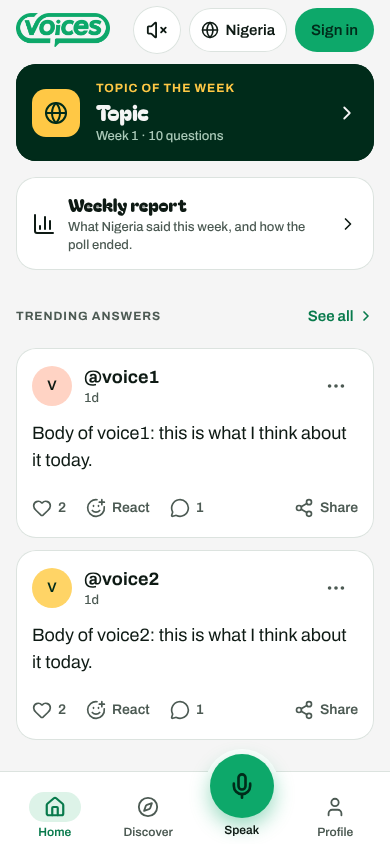 voices
Nigeria
Sign in
TOPIC OF THE WEEK
Topic
Week 1 · 10 questions
Weekly report
What Nigeria said this week, and how the
poll ended.
TRENDING ANSWERS
See all
V
@voice1
1d
Body of voice1: this is what I think about
it today.
2
React
1
Share
V
@voice2
1d
Body of voice2: this is what I think about
it today.
2
React
1
Share
Home
Discover
Speak
Profile